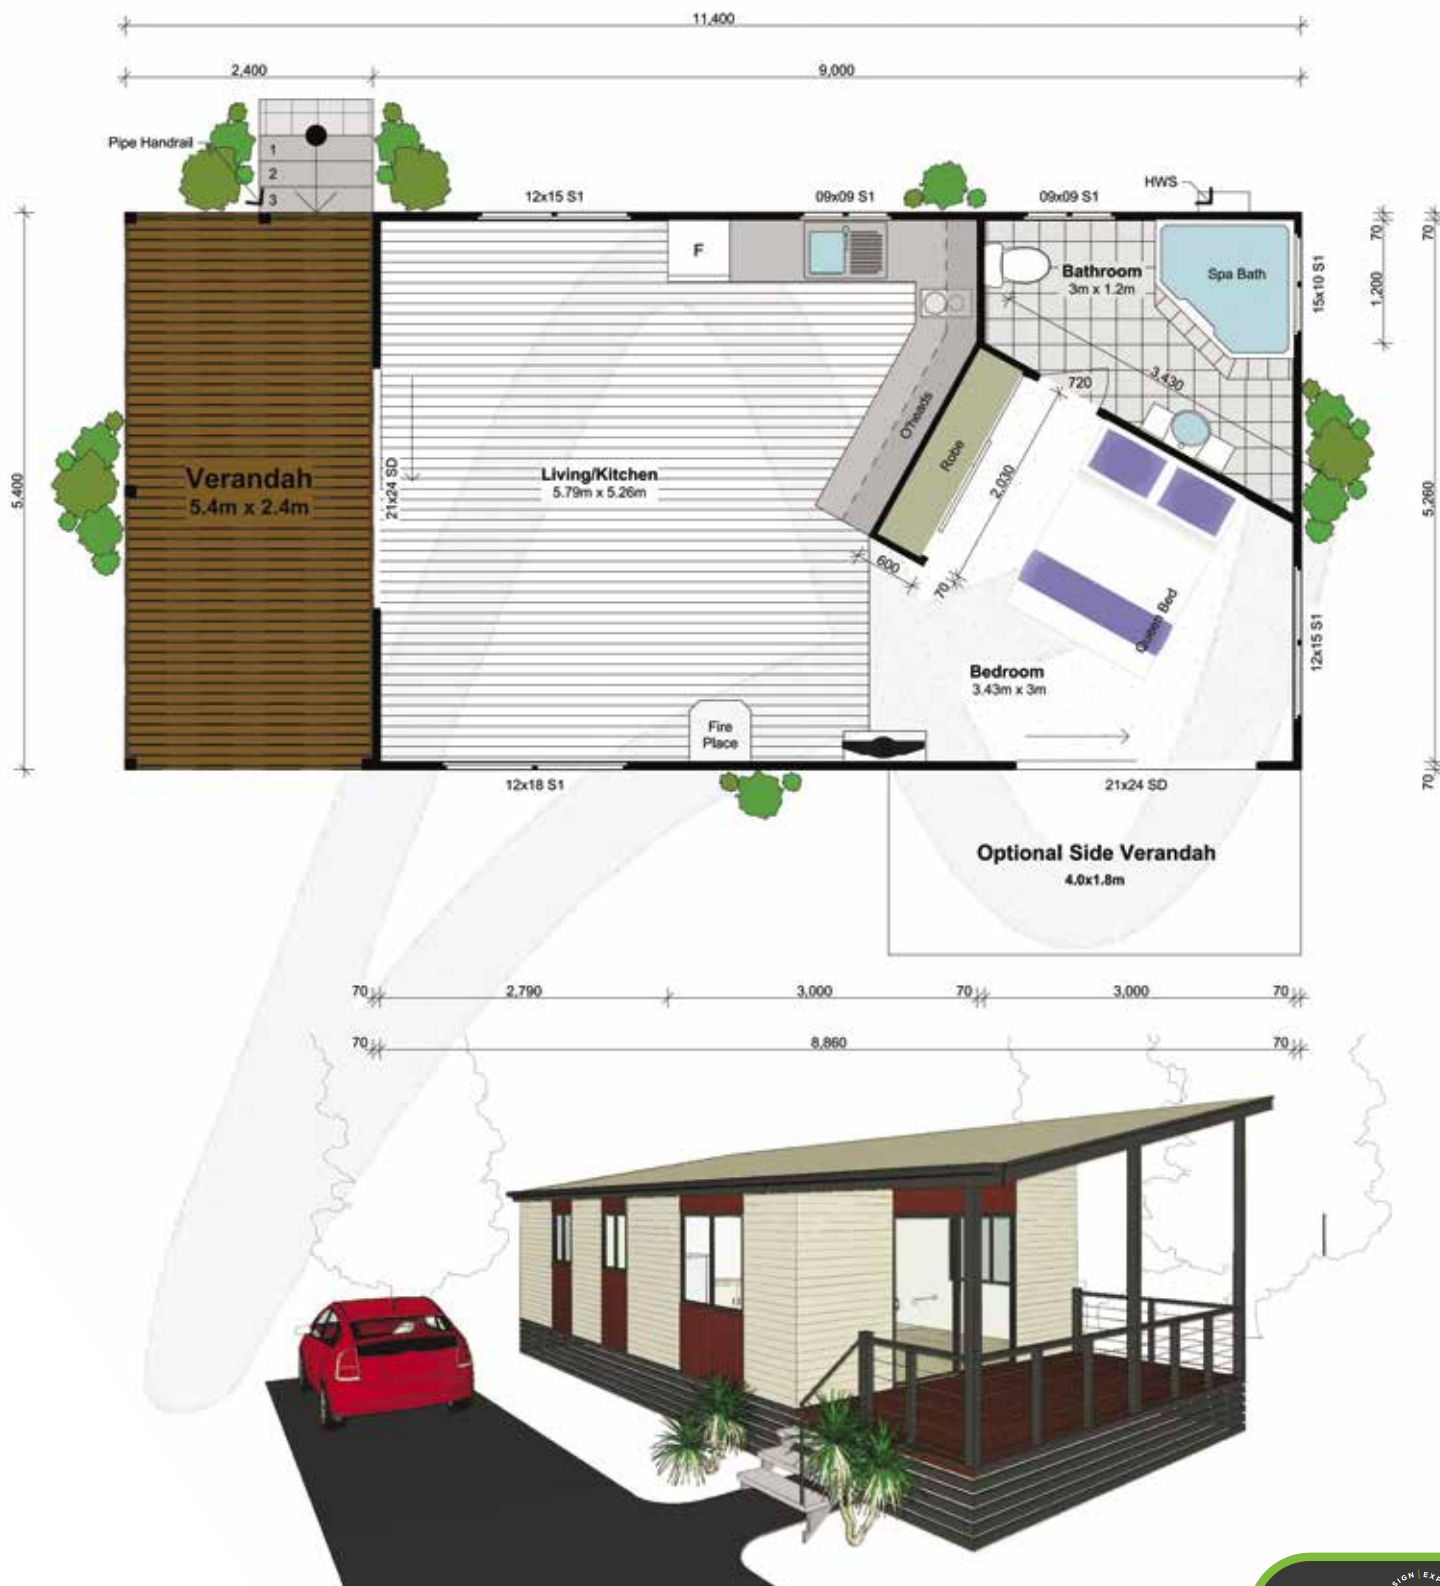 11,400
2,400
9,000
Pipe Handrail
1
2
3
12x15 S1
09x09 S1
09x09 S1
HWS
F
Bathroom
3m x 1.2m
Spa Bath
15x10 S1
70
1,200
70
720
3,430
O'heads
Robe
2,030
Verandah
5.4m x 2.4m
21x24 SD
Living/Kitchen
5.79m x 5.26m
5,400
5,260
600
70
Queen Bed
12x15 S1
Bedroom
3.43m x 3m
Fire
Place
12x18 S1
21x24 SD
70
Optional Side Verandah
4.0x1.8m
70
2,790
3,000
70
3,000
70
70
8,860
70